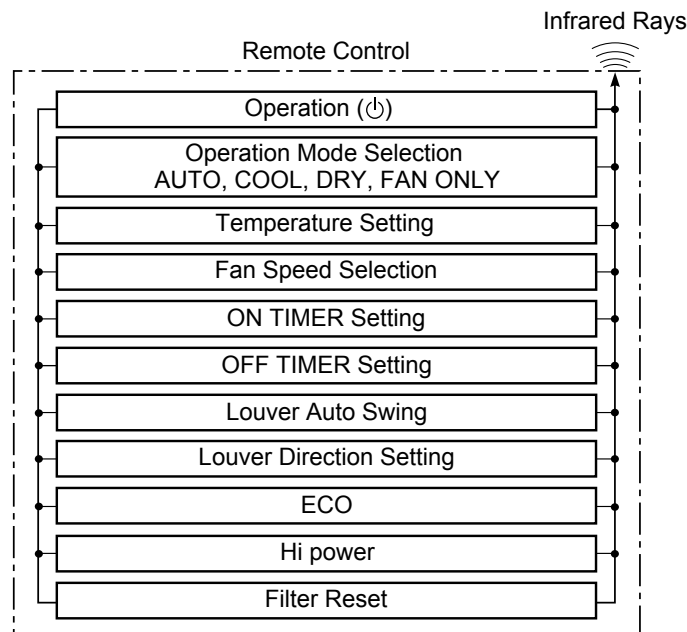 Infrared Rays
Remote Control
Operation (⏻)
Operation Mode Selection
AUTO, COOL, DRY, FAN ONLY
Temperature Setting
Fan Speed Selection
ON TIMER Setting
OFF TIMER Setting
Louver Auto Swing
Louver Direction Setting
ECO
Hi power
Filter Reset